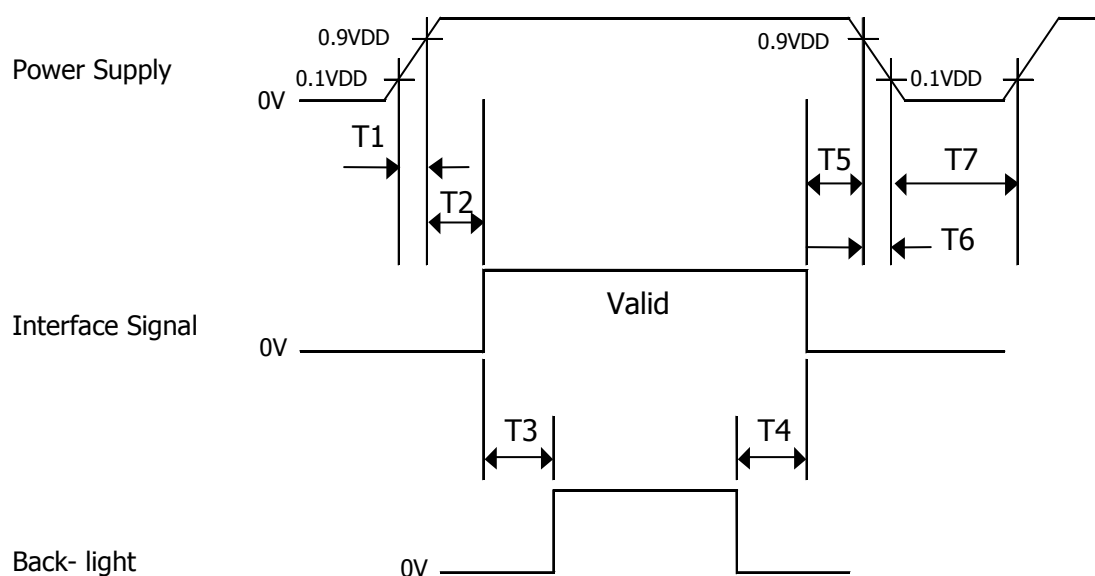 0.9VDD
0.9VDD
Power Supply
0.1VDD
0.1VDD
0V
T1
T5
T7
T2
T6
Valid
Interface Signal
0V
T3
T4
Back- light
0V